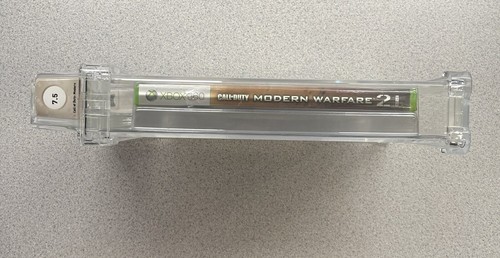 7.5
XBOX 360
CALL OF DUTY MODERN WARFARE 2